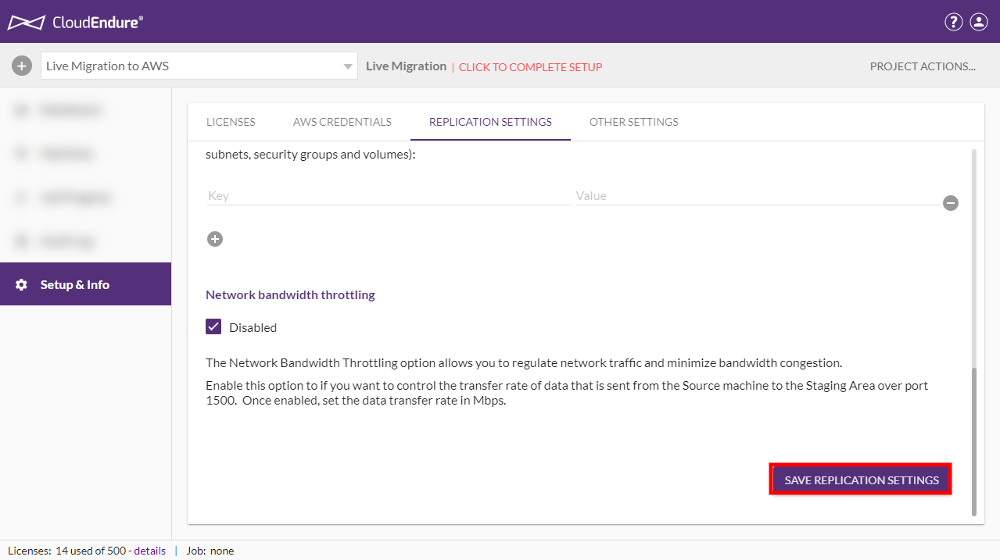 CloudEndure®
?
Live Migration to AWS
Live Migration | CLICK TO COMPLETE SETUP
PROJECT ACTIONS...
Setup & Info
LICENSES
AWS CREDENTIALS
REPLICATION SETTINGS
OTHER SETTINGS
subnets, security groups and volumes):
Key
Value
Network bandwidth throttling
Disabled
The Network Bandwidth Throttling option allows you to regulate network traffic and minimize bandwidth congestion.
Enable this option to if you want to control the transfer rate of data that is sent from the Source machine to the Staging Area over port
1500. Once enabled, set the data transfer rate in Mbps.
SAVE REPLICATION SETTINGS
Licenses: 14 used of 500 - details | Job: none